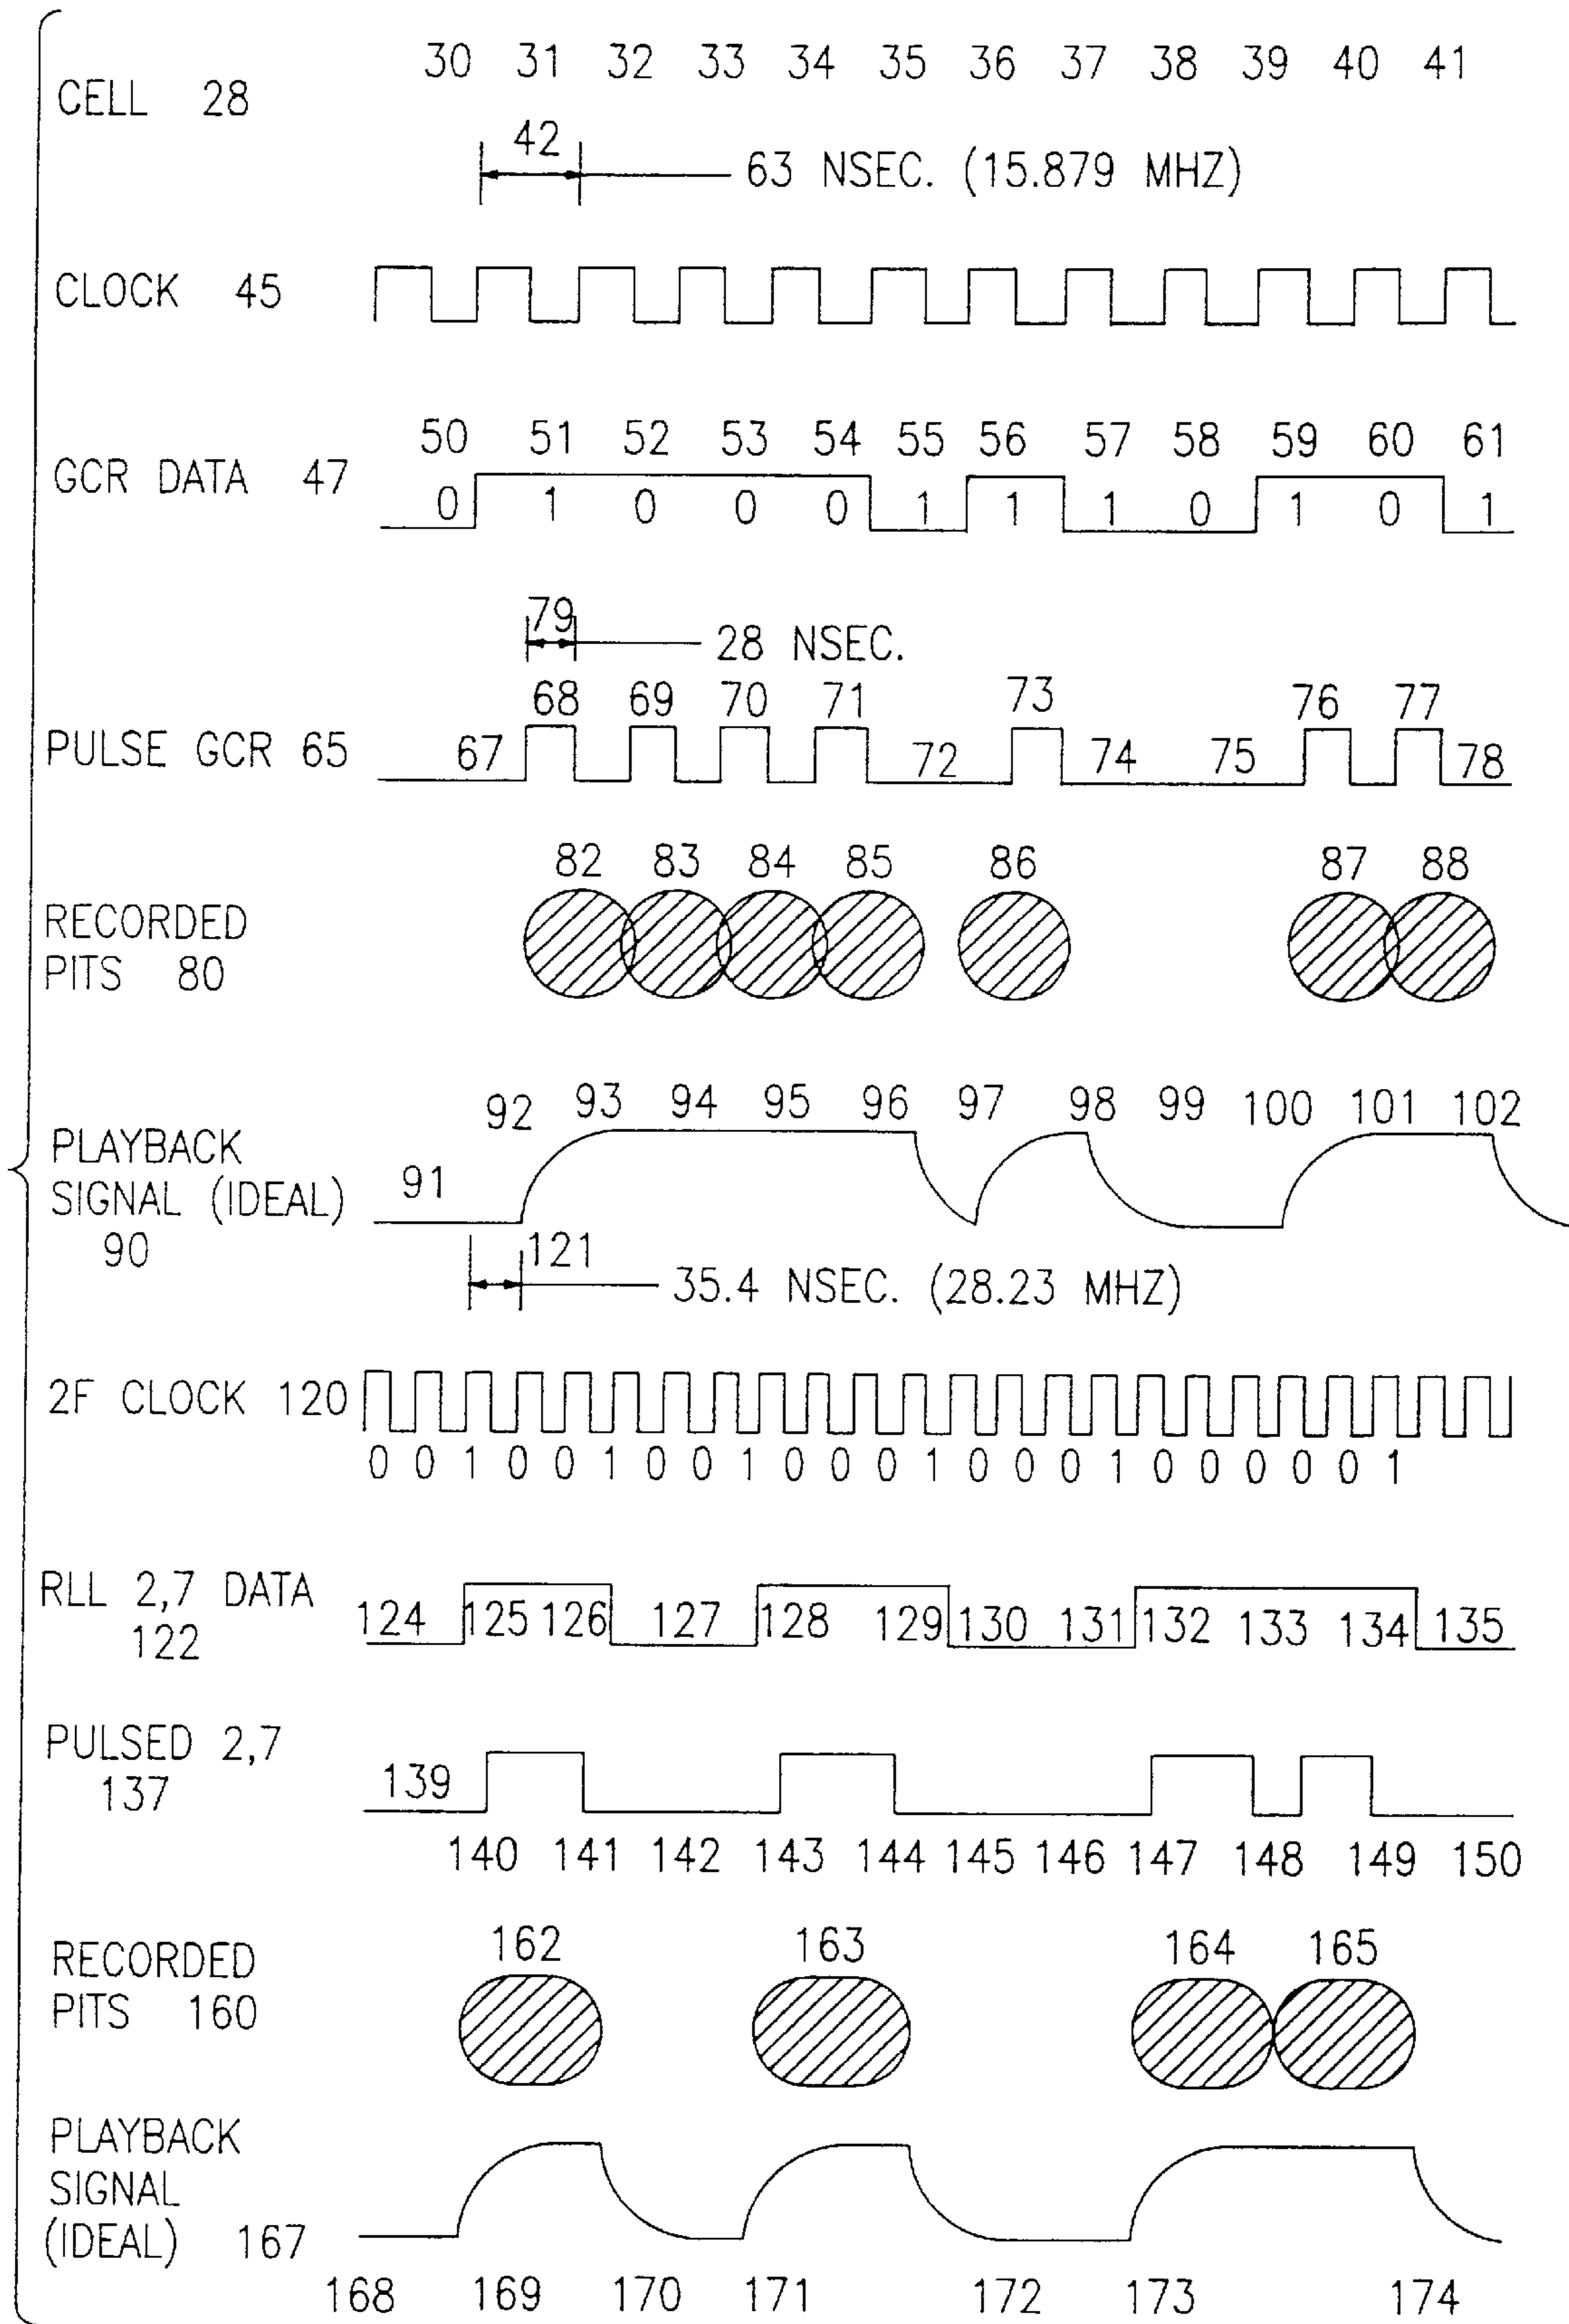 30 31 32 33 34 35 36 37 38 39 40 41
CELL 28
42
63 NSEC. (15.879 MHZ)
CLOCK 45
50 51 52 53 54 55 56 57 58 59 60 61
GCR DATA 47
0 1 0 0 0 1 1 1 0 1 0 1
79
28 NSEC.
68 69 70 71 73 76 77
PULSE GCR 65
67 72 74 75 78
82 83 84 85 86 87 88
RECORDED
PITS 80
92 93 94 95 96 97 98 99 100 101 102
PLAYBACK
SIGNAL (IDEAL)
90
91
121
35.4 NSEC. (28.23 MHZ)
2F CLOCK 120
0 0 1 0 0 1 0 0 1 0 0 0 1 0 0 0 1 0 0 0 0 0 1
RLL 2,7 DATA
122
124 125 126 127 128 129 130 131 132 133 134 135
PULSED 2,7
137
139
140 141 142 143 144 145 146 147 148 149 150
162 163 164 165
RECORDED
PITS 160
PLAYBACK
SIGNAL
(IDEAL) 167
168 169 170 171 172 173 174